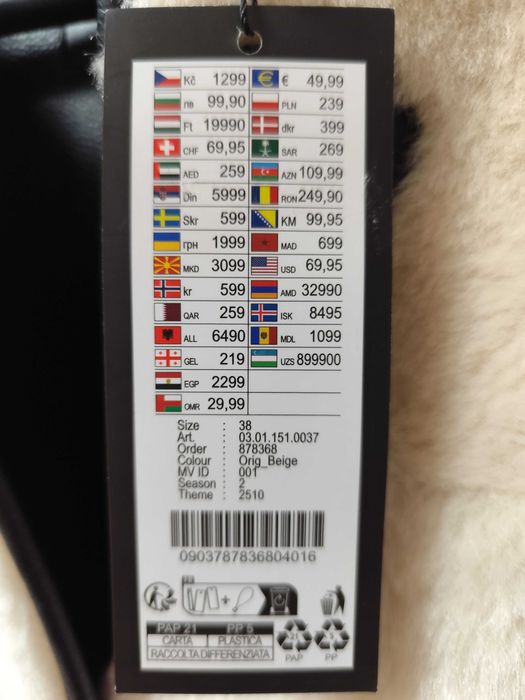 Kč 1299 € 49,99
лв 99,90 PLN 239
Ft 19990 dkr 399
CHF 69,95 SAR 269
AED 259 AZN 109,99
Din 5999 RON 249,90
Skr 599 KM 99,95
грн 1999 MAD 699
MKD 3099 USD 69,95
kr 599 AMD 32990
QAR 259 ISK 8495
ALL 6490 MDL 1099
GEL 219 UZS 899900
EGP 2299
OMR 29,99
Size : 38
Art. : 03.01.151.0037
Order : 878368
Colour : Orig_Beige
MV ID : 001
Season : 2
Theme : 2510
0903787836804016
PAP 21 PP 5
CARTA PLASTICA
RACCOLTA DIFFERENZIATA
PAP PP